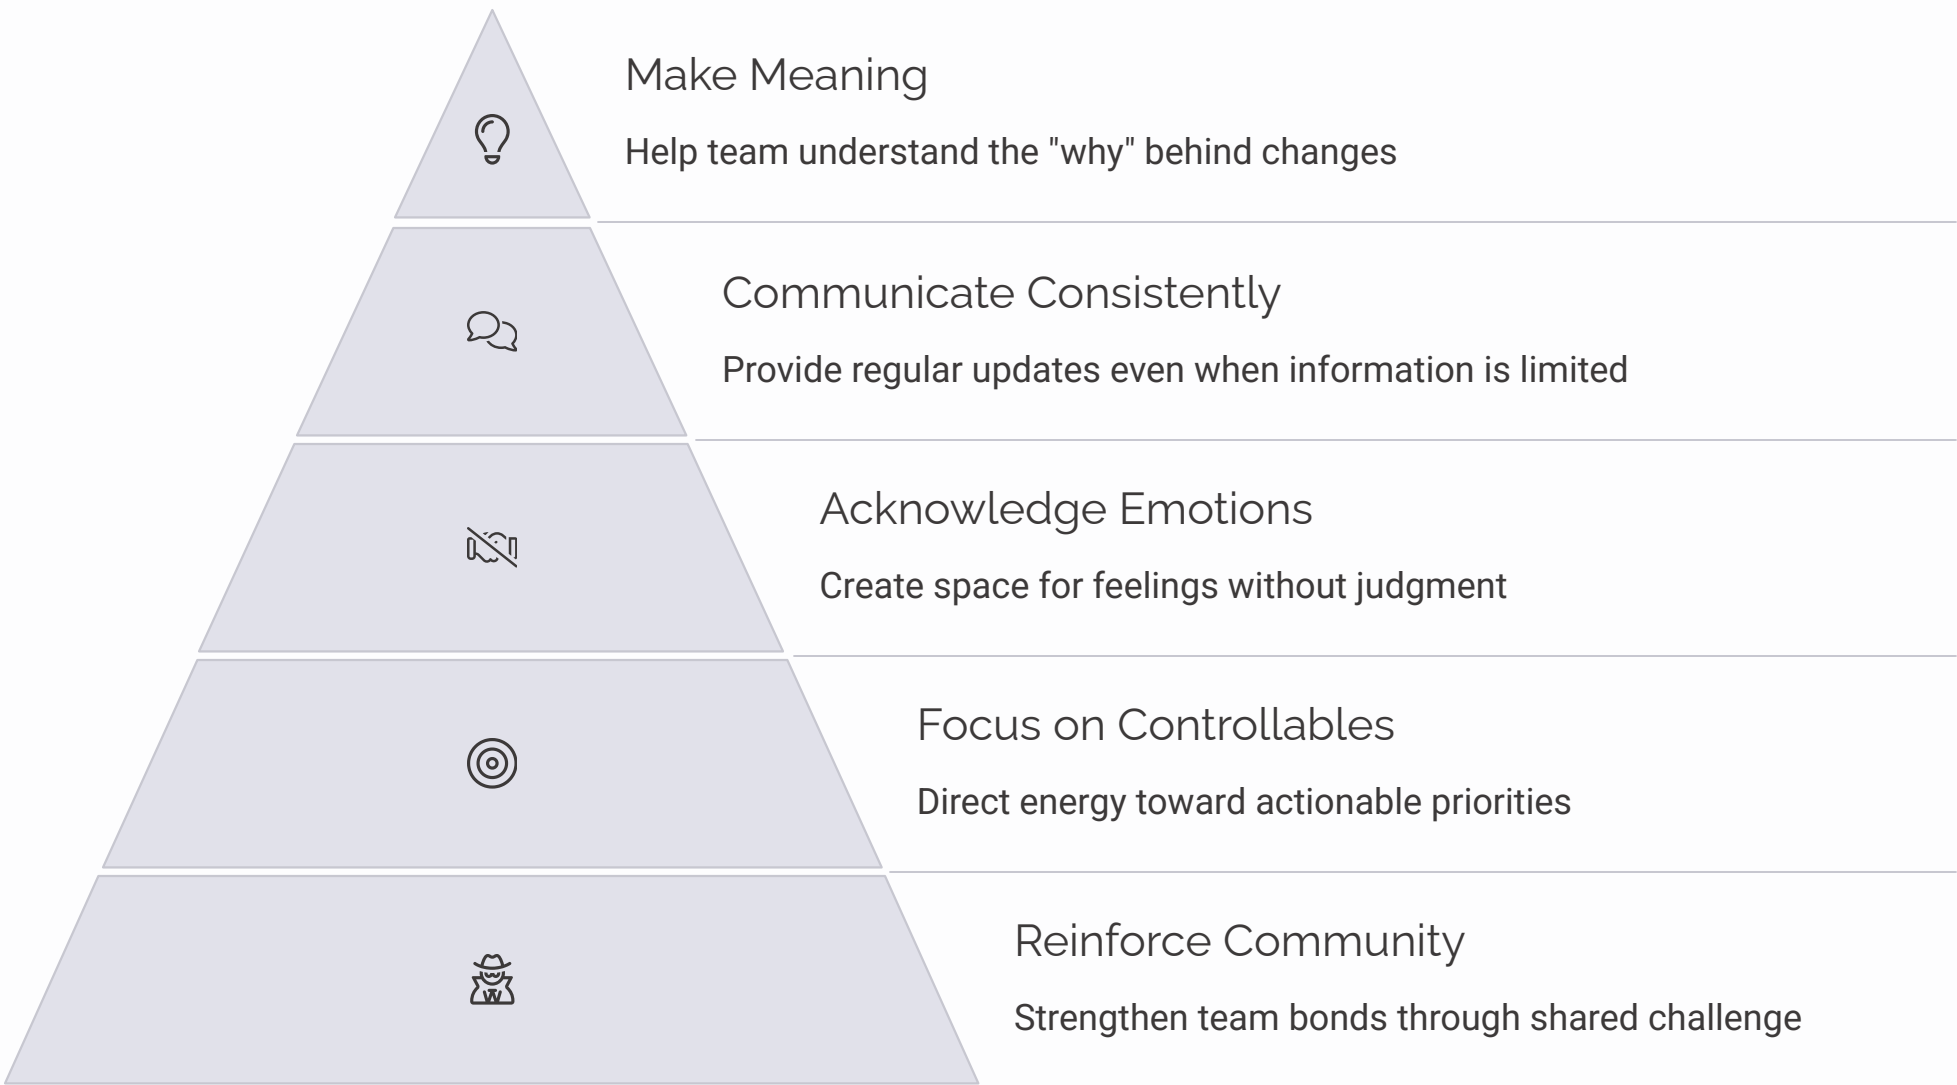 Make Meaning
Help team understand the "why" behind changes
Communicate Consistently
Provide regular updates even when information is limited
Acknowledge Emotions
Create space for feelings without judgment
Focus on Controllables
Direct energy toward actionable priorities
Reinforce Community
Strengthen team bonds through shared challenge